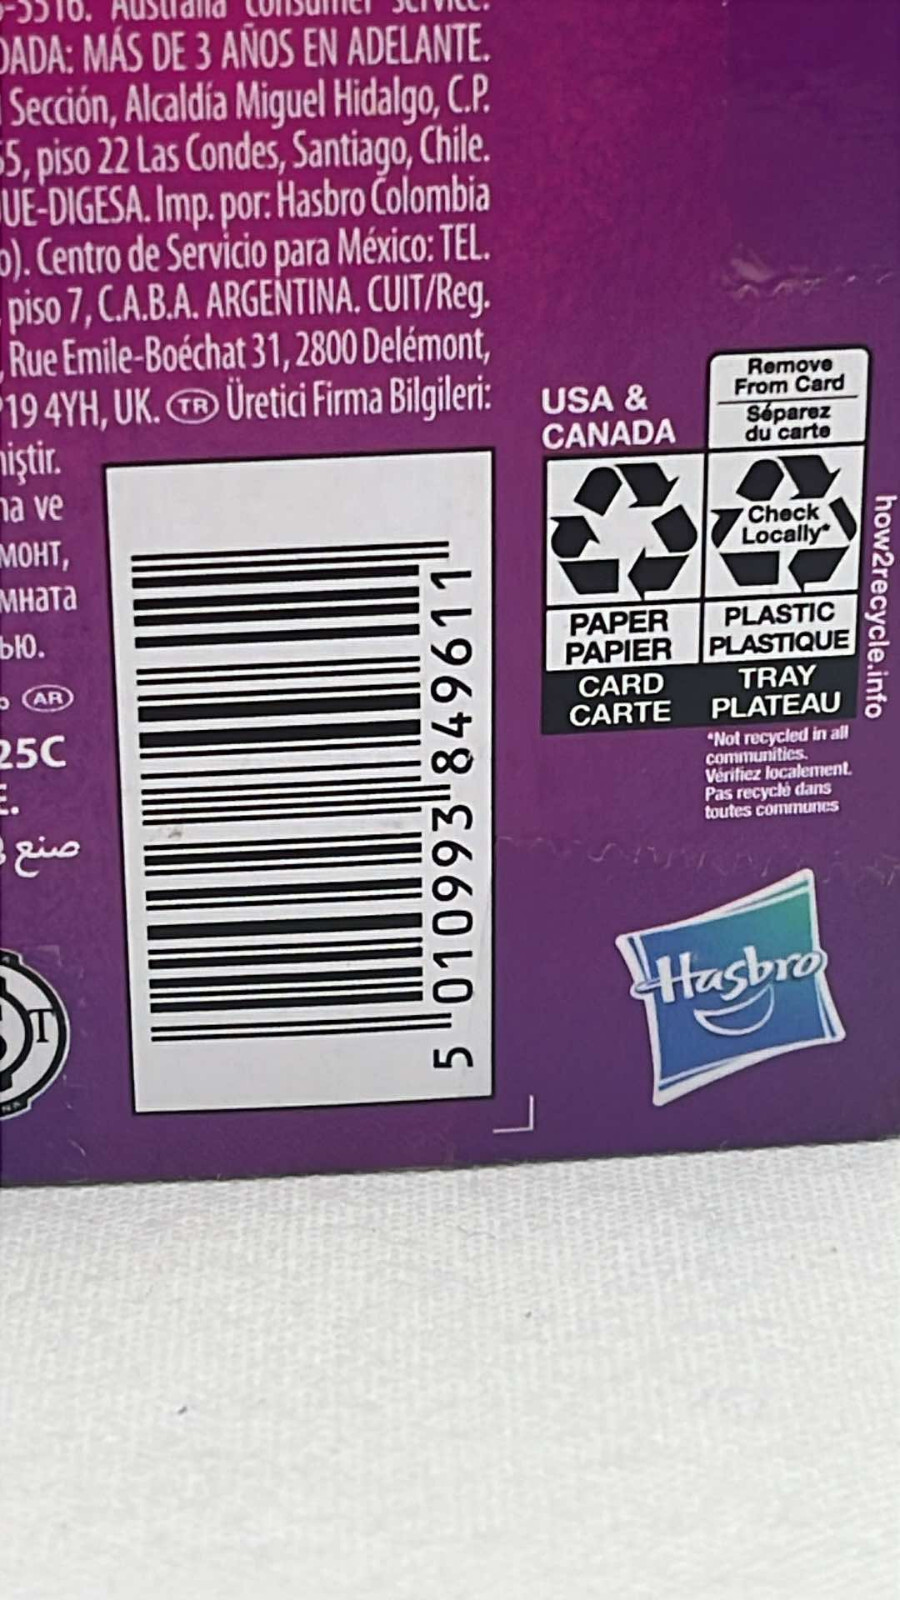 -5516. Australia Consumer Service.
DADA: MÁS DE 3 AÑOS EN ADELANTE.
Sección, Alcaldía Miguel Hidalgo, C.P.
55, piso 22 Las Condes, Santiago, Chile.
UE-DIGESA. Imp. por: Hasbro Colombia
o). Centro de Servicio para México: TEL.
piso 7, C.A.B.A. ARGENTINA. CUIT/Reg.
Rue Emile-Boéchat 31, 2800 Delémont,
19 4YH, UK. TR Üretici Firma Bilgileri:
miştir.
na ve
монт,
мната
ью.
AR
25C
E.
صنع
T
5 010993 849611
USA &
CANADA
Remove
From Card
Séparez
du carte
Check
Locally*
PAPER
PAPIER
PLASTIC
PLASTIQUE
CARD
CARTE
TRAY
PLATEAU
how2recycle.info
*Not recycled in all
communities.
Vérifiez localement.
Pas recyclé dans
toutes communes
Hasbro